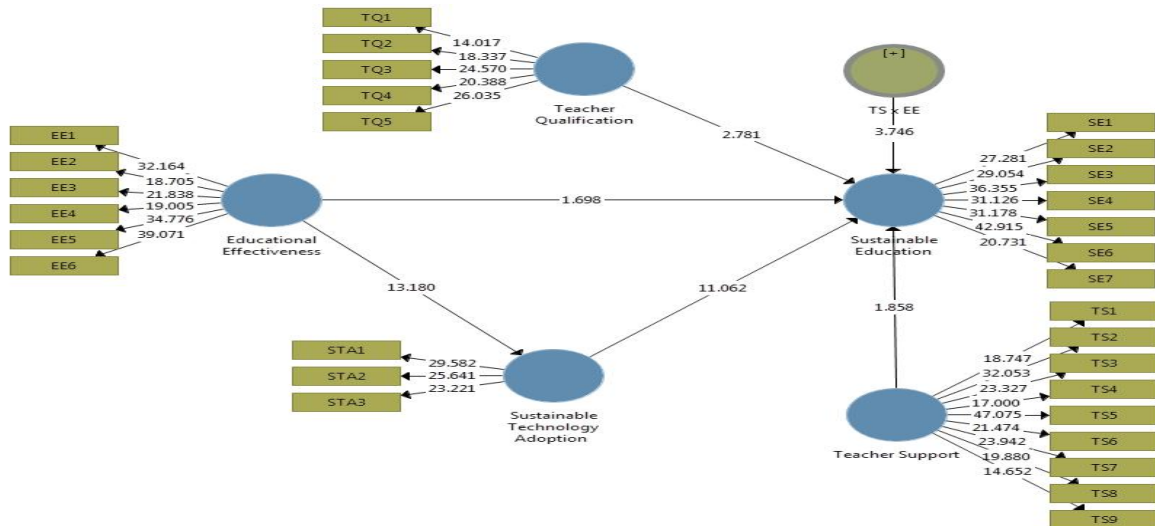 TQ1
TQ2
TQ3
TQ4
TQ5
14.017
18.337
24.570
20.388
26.035
Teacher
Qualification
[+]
TS x EE
3.746
2.781
EE1
EE2
EE3
EE4
EE5
EE6
32.164
18.705
21.838
19.005
34.776
39.071
Educational
Effectiveness
1.698
SE1
SE2
SE3
SE4
SE5
SE6
SE7
27.281
29.054
36.355
31.126
31.178
42.915
20.731
Sustainable
Education
13.180
11.062
1.858
STA1
STA2
STA3
29.582
25.641
23.221
Sustainable
Technology
Adoption
Teacher Support
TS1
TS2
TS3
TS4
TS5
TS6
TS7
TS8
TS9
18.747
32.053
23.327
17.000
47.075
21.474
23.942
19.880
14.652